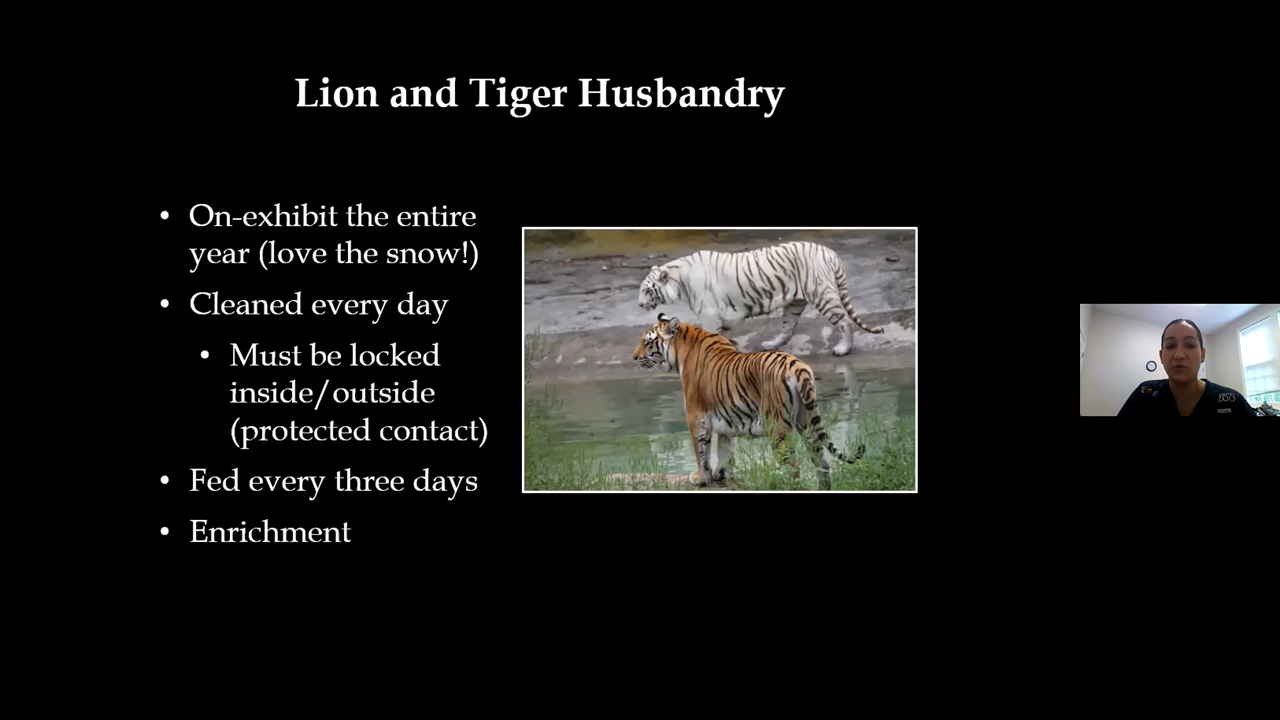 Lion and Tiger Husbandry
• On-exhibit the entire
year (love the snow!)
• Cleaned every day
• Must be locked
inside/outside
(protected contact)
• Fed every three days
• Enrichment